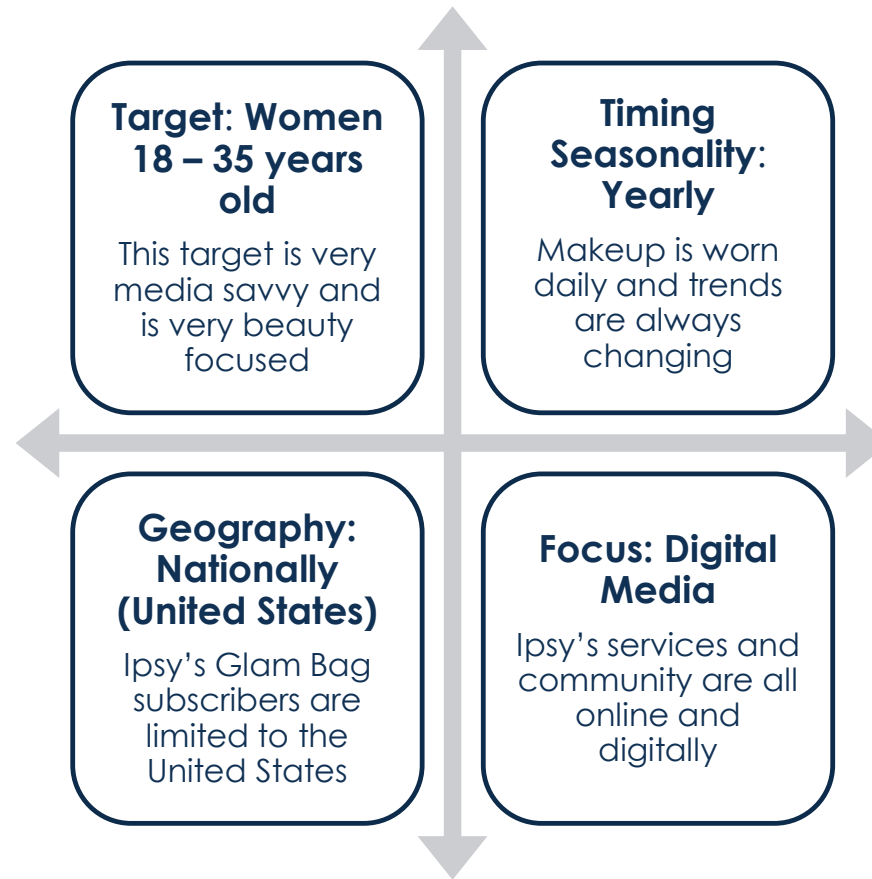 Target: Women
18 – 35 years
old
This target is very
media savvy and
is very beauty
focused
Timing
Seasonality:
Yearly
Makeup is worn
daily and trends
are always
changing
Geography:
Nationally
(United States)
Ipsy’s Glam Bag
subscribers are
limited to the
United States
Focus: Digital
Media
Ipsy’s services and
community are all
online and
digitally